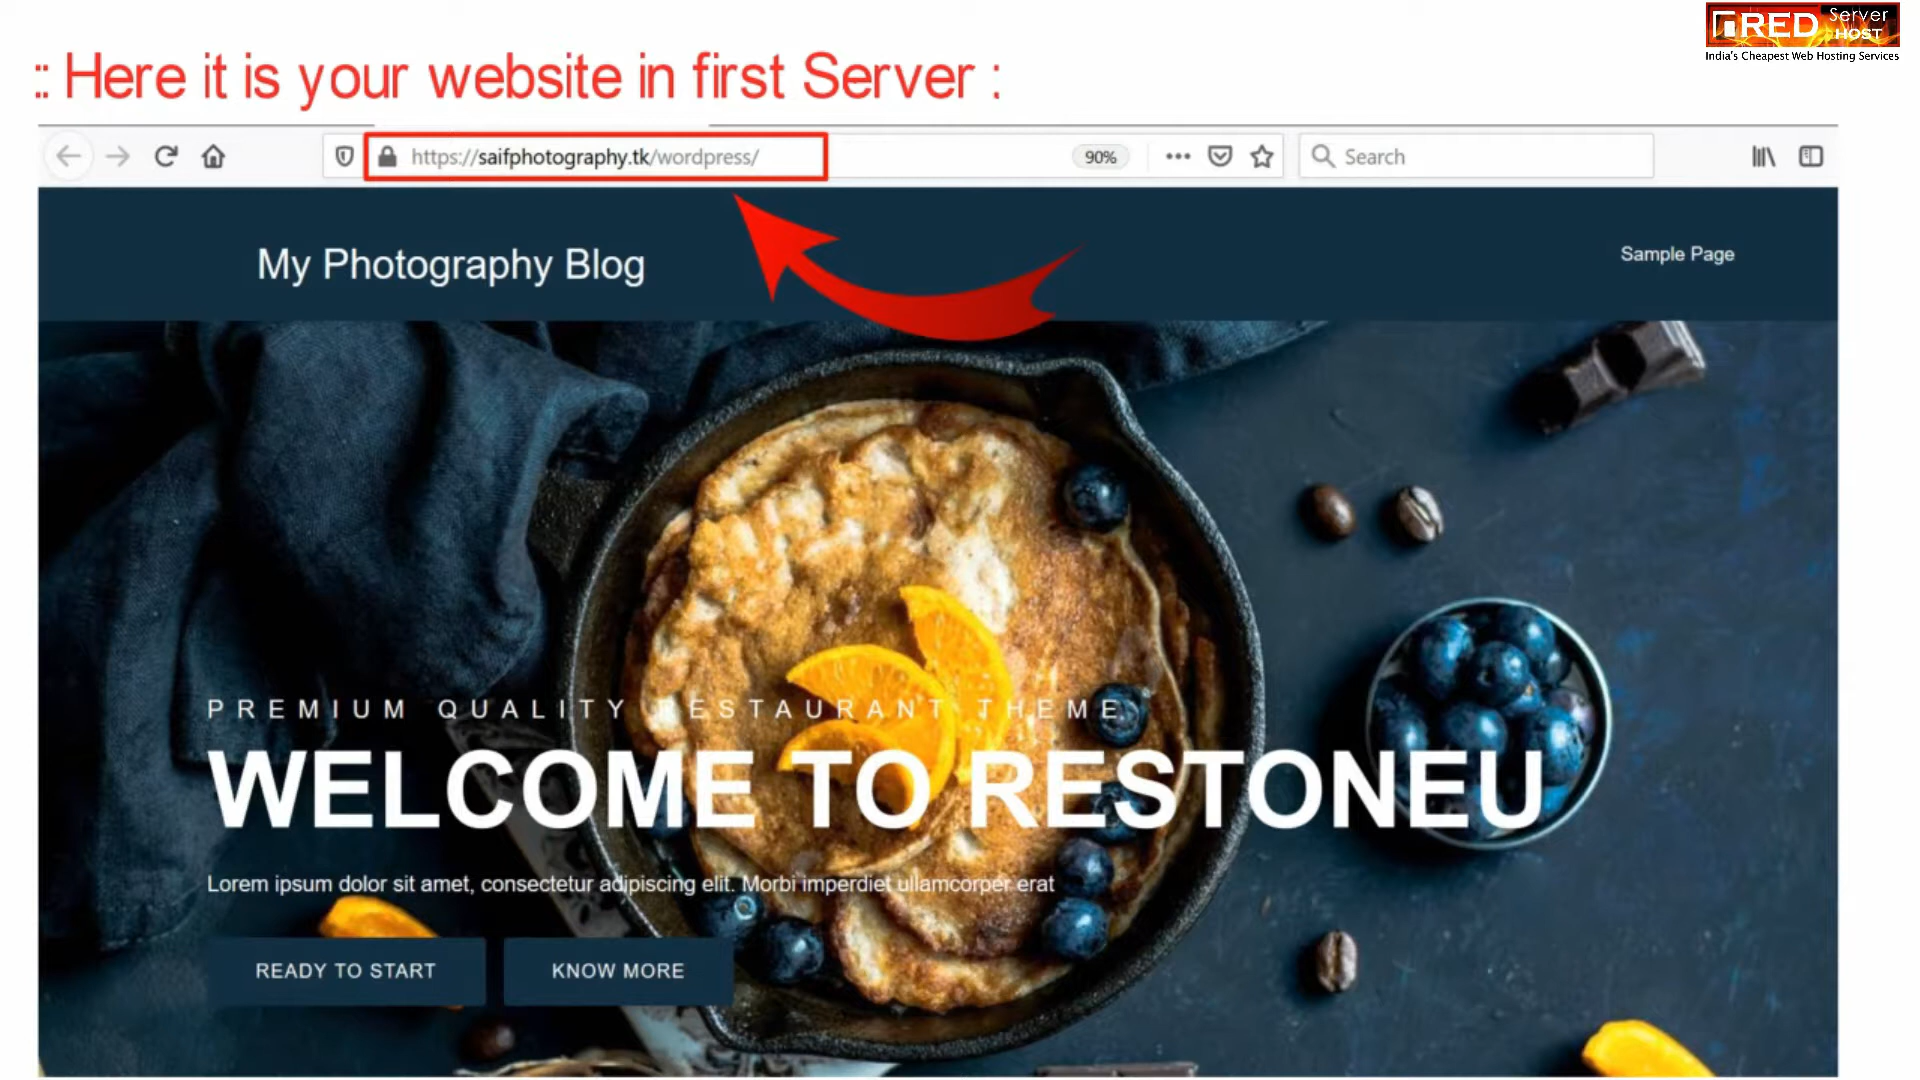 RED Server HOST
India's Cheapest Web Hosting Services
:: Here it is your website in first Server :
https://saifphotography.tk/wordpress/
90%
Search
My Photography Blog
Sample Page
PREMIUM QUALITY RESTAURANT THEME
WELCOME TO RESTONEU
Lorem ipsum dolor sit amet, consectetur adipiscing elit. Morbi imperdiet ullamcorper erat
READY TO START
KNOW MORE